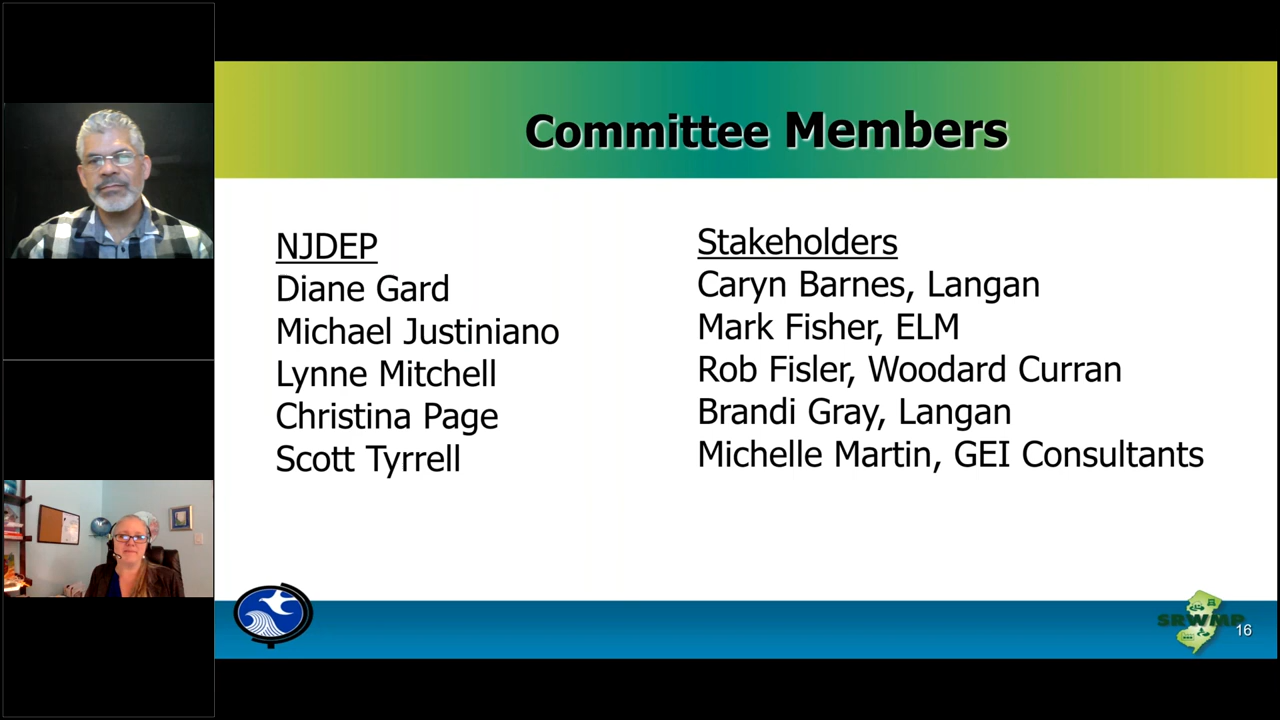 Committee Members
NJDEP
Diane Gard
Michael Justiniano
Lynne Mitchell
Christina Page
Scott Tyrrell
Stakeholders
Caryn Barnes, Langan
Mark Fisher, ELM
Rob Fisler, Woodard Curran
Brandi Gray, Langan
Michelle Martin, GEI Consultants
SRWMP
16